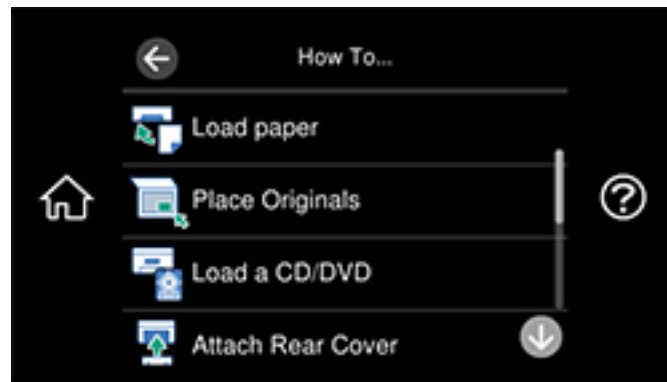 How To...
Load paper
Place Originals
Load a CD/DVD
Attach Rear Cover